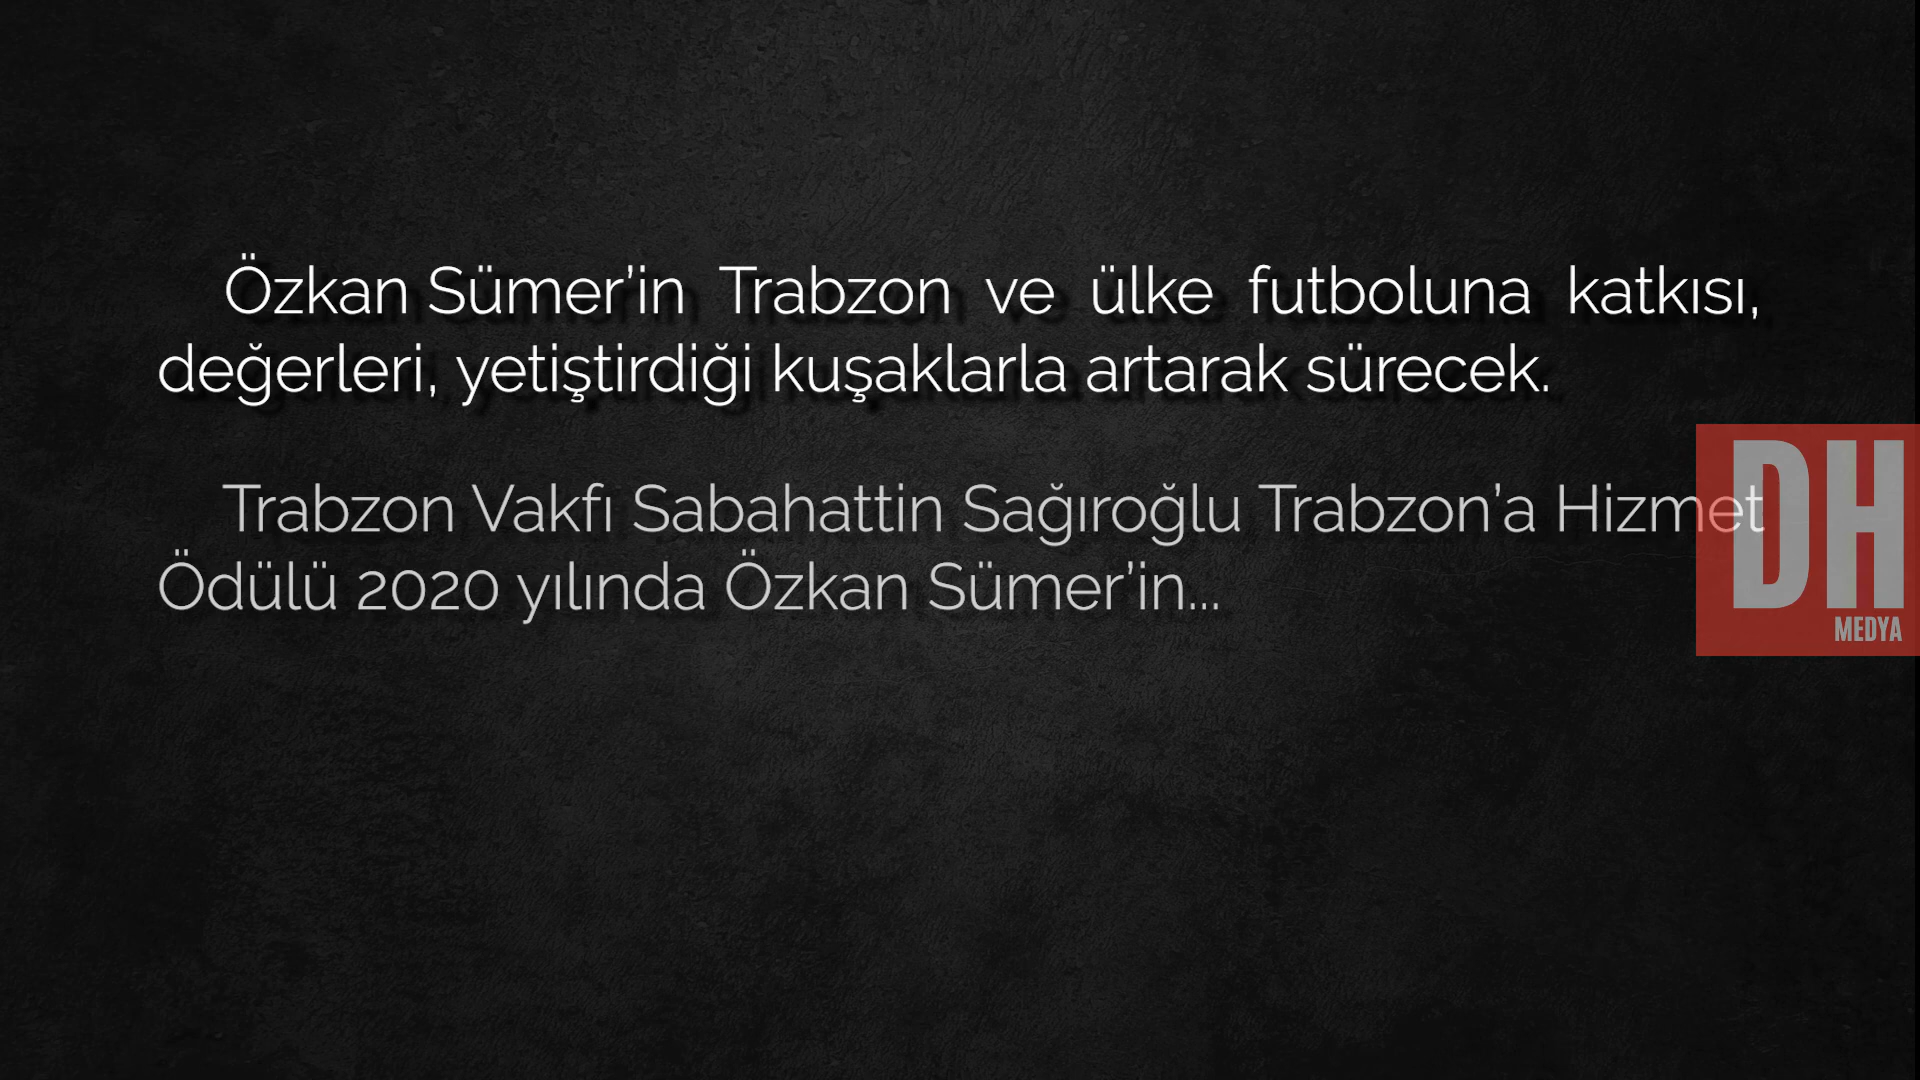 Özkan Sümer’in Trabzon ve ülke futboluna katkısı,
değerleri, yetiştirdiği kuşaklarla artarak sürecek.
Trabzon Vakfı Sabahattin Sağıroğlu Trabzon’a Hizmet
Ödülü 2020 yılında Özkan Sümer’in...
DH
MEDYA